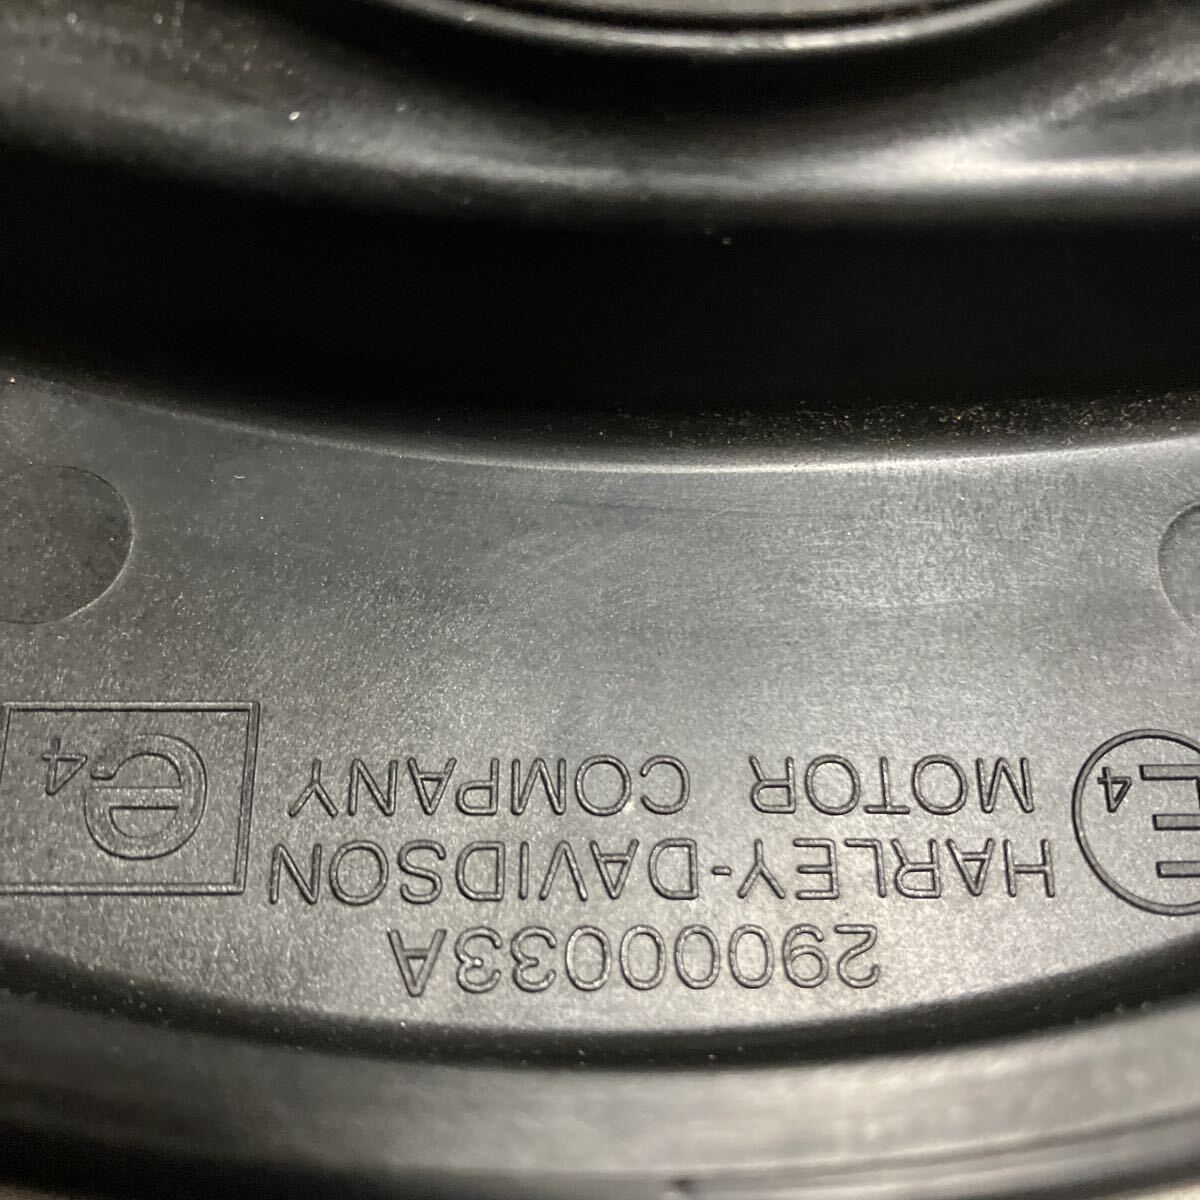 29000033A
HARLEY-DAVIDSON
MOTOR COMPANY
E4
e4